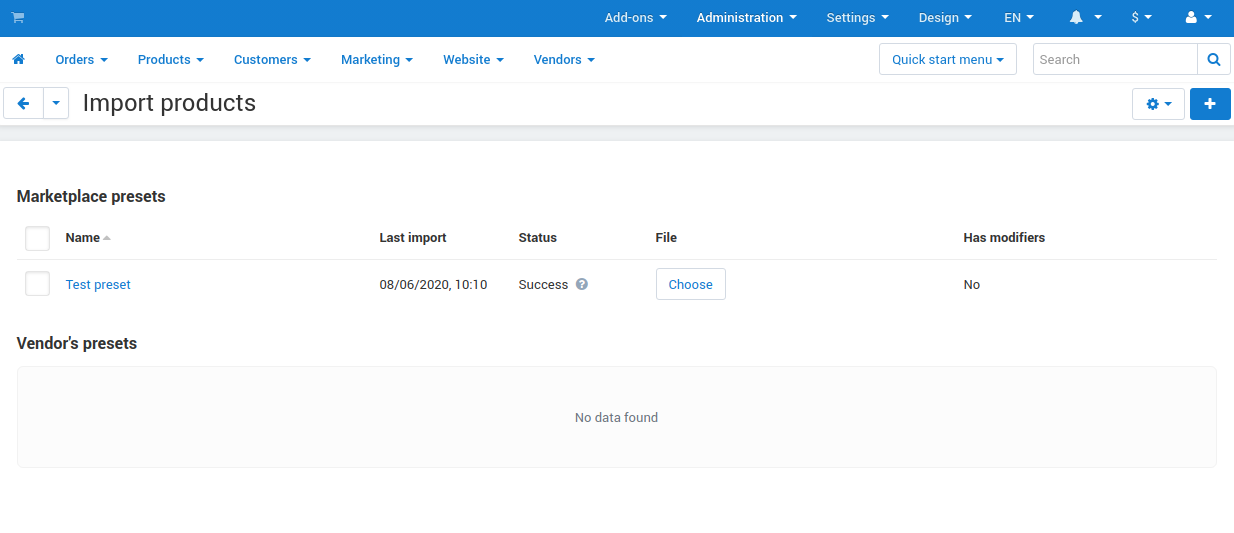 Add-ons Administration Settings Design EN $
Orders Products Customers Marketing Website Vendors Quick start menu Search
Import products
Marketplace presets
Name Last import Status File Has modifiers
Test preset 08/06/2020, 10:10 Success ? Choose No
Vendor's presets
No data found